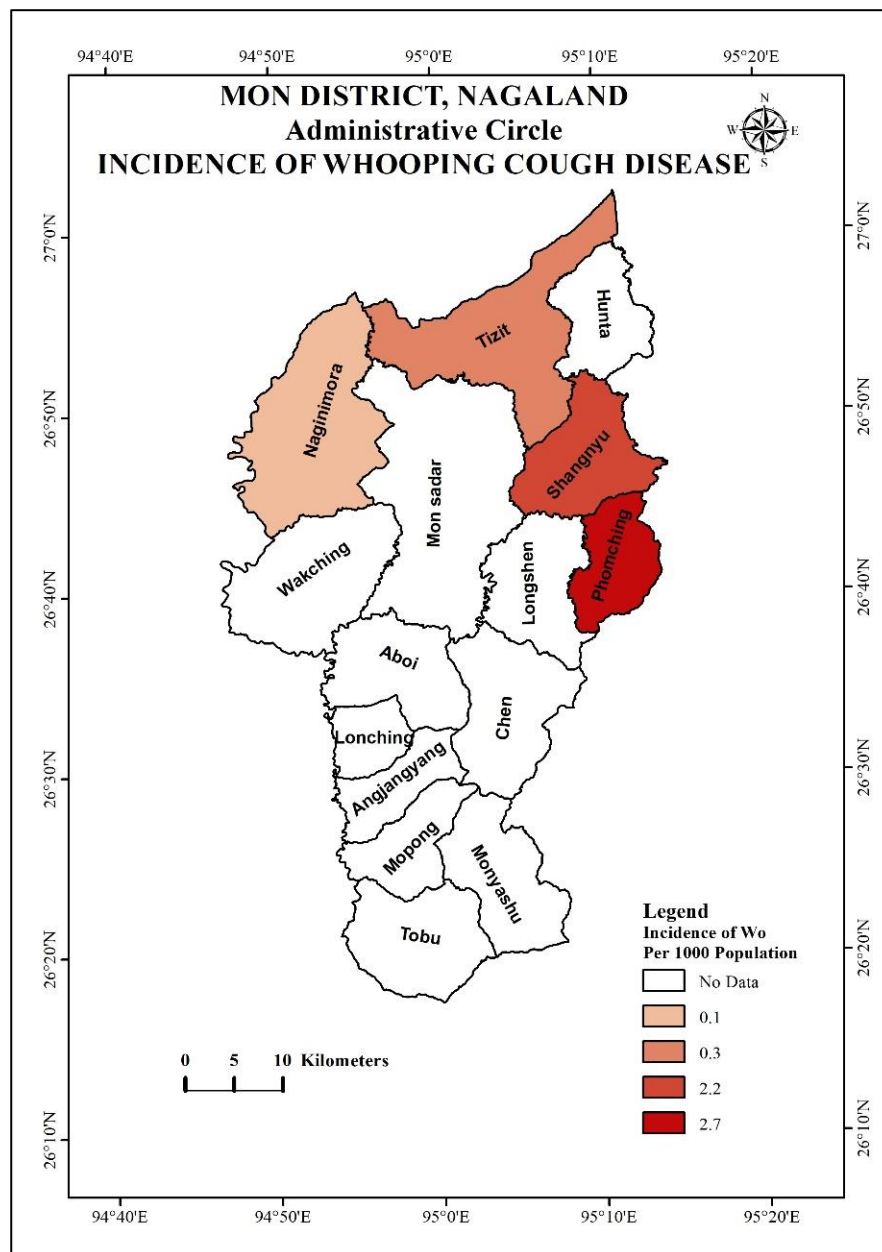 94°40'E 94°50'E 95°0'E 95°10'E 95°20'E
MON DISTRICT, NAGALAND
Administrative Circle
INCIDENCE OF WHOOPING COUGH DISEASE
N
W E
S
27°0'N 27°0'N
Hunta
Tizit
26°50'N 26°50'N
Naginimora
Shangnyu
Mon sadar
Phomching
Longshen
Wakching
26°40'N 26°40'N
Aboi
Chen
Lonching
26°30'N 26°30'N
Angjangyang
Mopong
Monyashu
Tobu
26°20'N 26°20'N
Legend
Incidence of Wo
Per 1000 Population
No Data
0.1
0.3
2.2
2.7
0 5 10 Kilometers
26°10'N 26°10'N
94°40'E 94°50'E 95°0'E 95°10'E 95°20'E